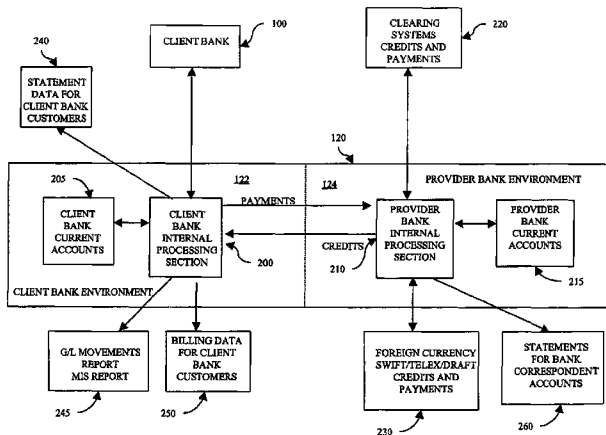 240
STATEMENT
DATA FOR
CLIENT BANK
CUSTOMERS
CLIENT BANK
100
CLEARING
SYSTEMS
CREDITS AND
PAYMENTS
220
120
205
122
124
PROVIDER BANK ENVIRONMENT
PAYMENTS
CLIENT
BANK
CURRENT
ACCOUNTS
CLIENT
BANK
INTERNAL
PROCESSING
SECTION
200
CREDITS
210
PROVIDER
BANK
INTERNAL
PROCESSING
SECTION
PROVIDER
BANK
CURRENT
ACCOUNTS
215
CLIENT BANK ENVIRONMENT
G/L MOVEMENTS
REPORT
MIS REPORT
245
BILLING DATA
FOR CLIENT
BANK
CUSTOMERS
250
FOREIGN CURRENCY
SWIFT/TELEX/DRAFT
CREDITS AND
PAYMENTS
230
STATEMENTS
FOR BANK
CORRESPONDENT
ACCOUNTS
260